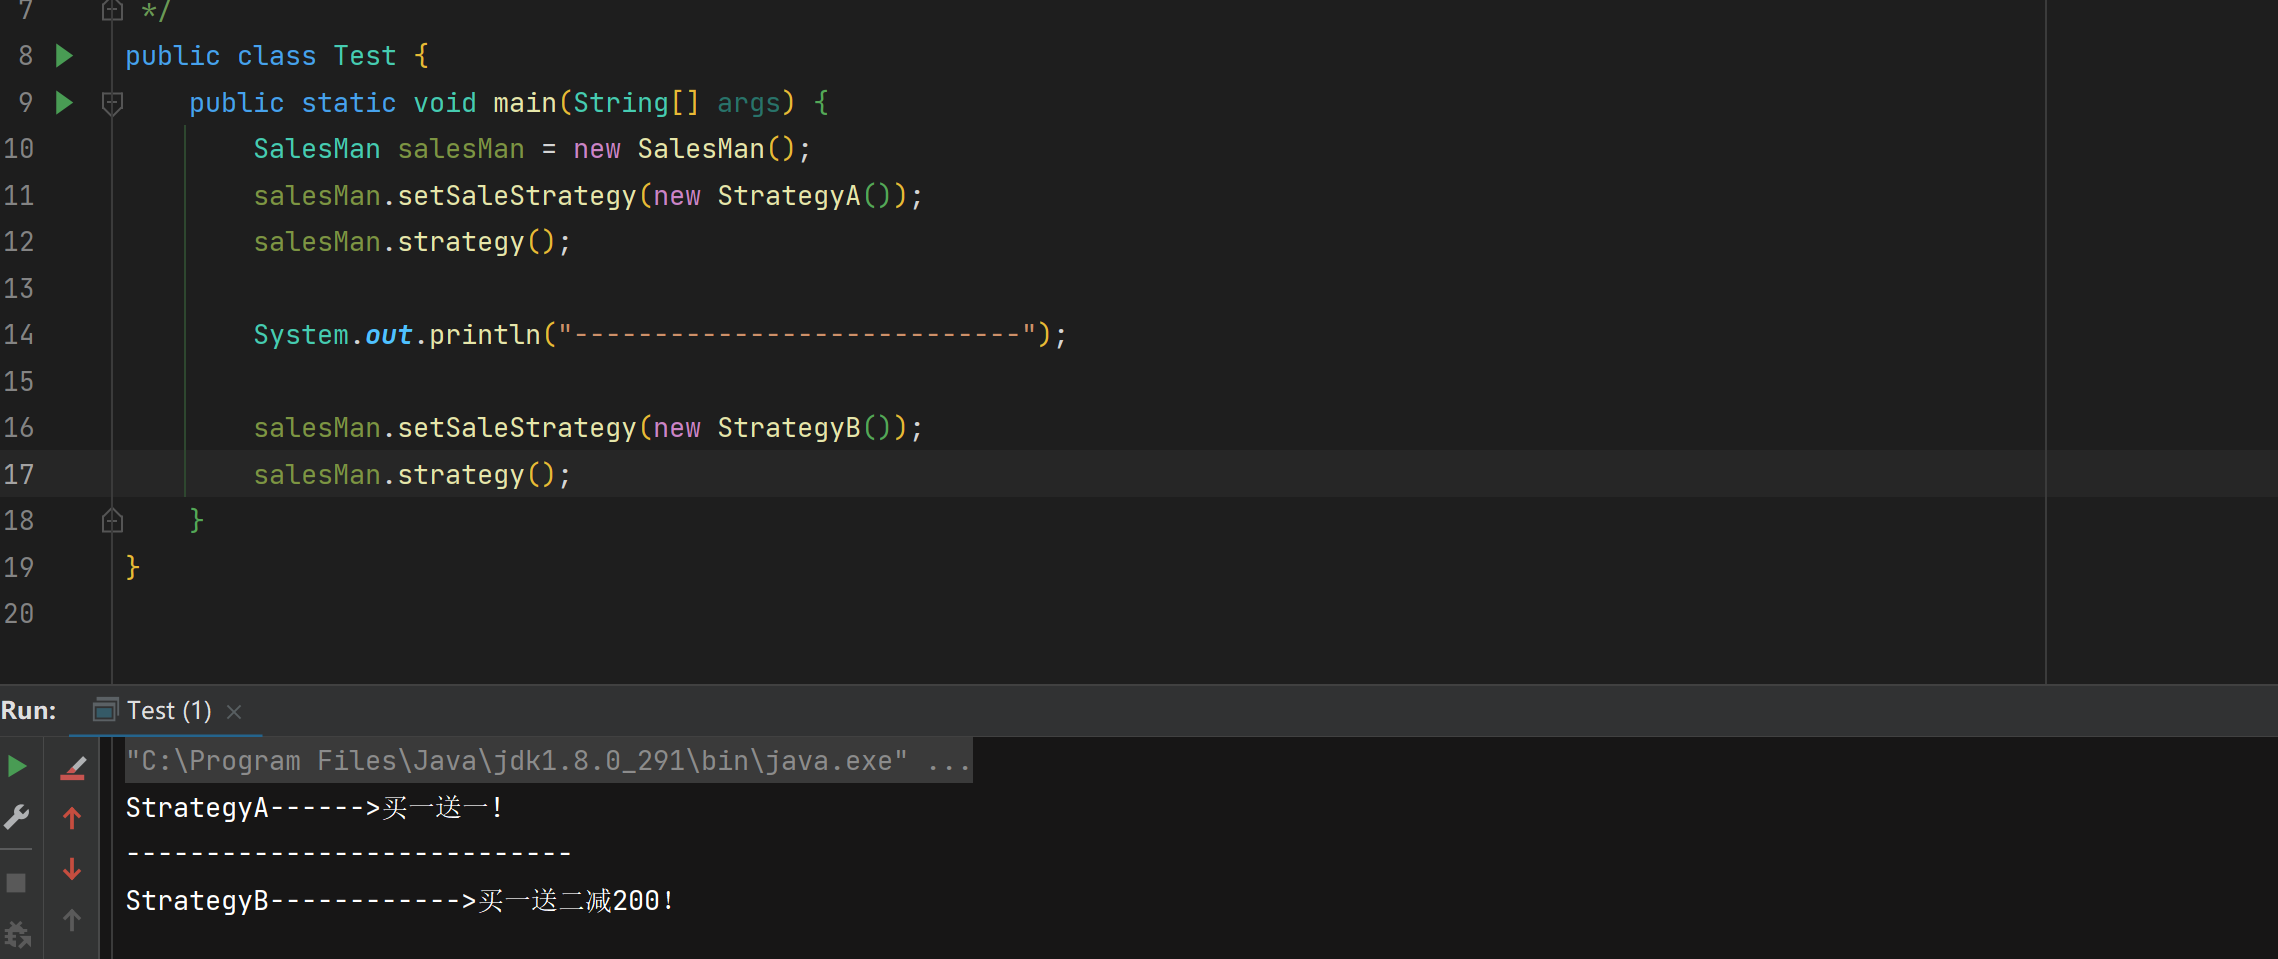 7 */
8 public class Test {
9 public static void main(String[] args) {
10 SalesMan salesMan = new SalesMan();
11 salesMan.setSaleStrategy(new StrategyA());
12 salesMan.strategy();
13
14 System.out.println("----------------------------");
15
16 salesMan.setSaleStrategy(new StrategyB());
17 salesMan.strategy();
18 }
19 }
20
Run: Test (1)
"C:\Program Files\Java\jdk1.8.0_291\bin\java.exe" ...
StrategyA------>买一送一!
----------------------------
StrategyB------------>买一送二减200!